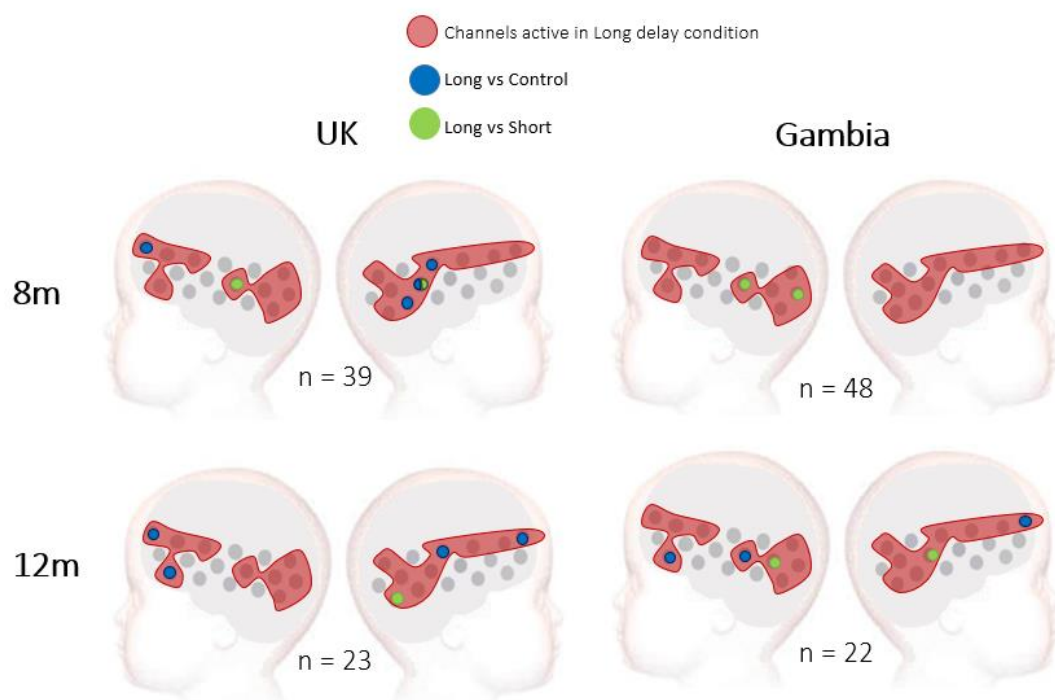 Channels active in Long delay condition
Long vs Control
Long vs Short
UK
Gambia
8m
n = 39
n = 48
12m
n = 23
n = 22